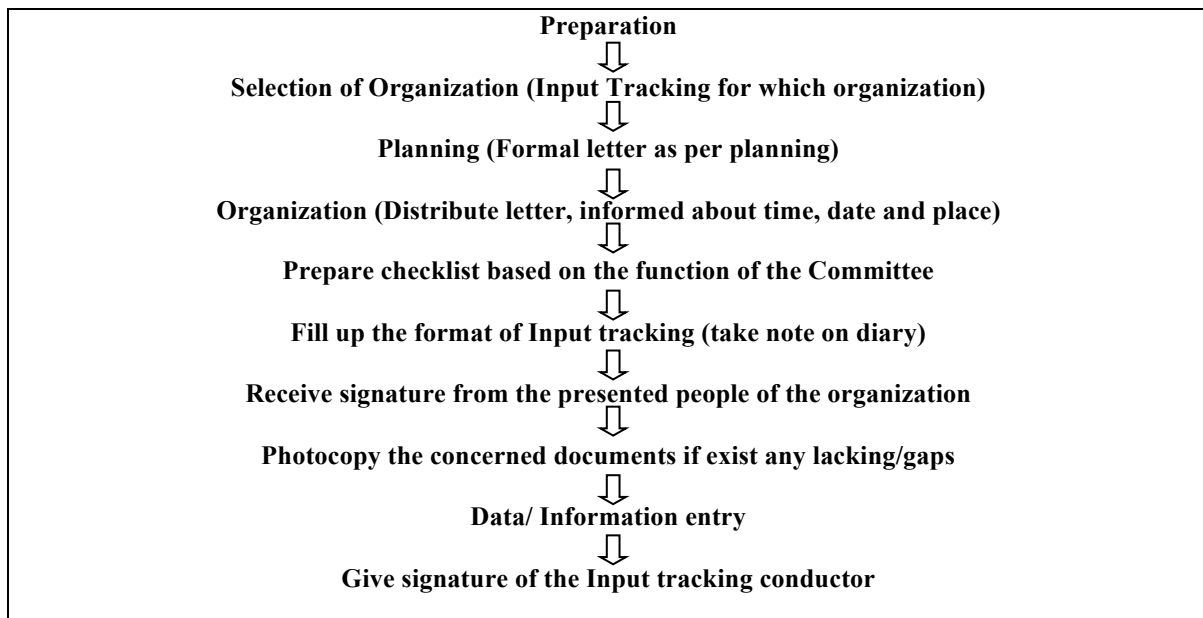 Preparation
Selection of Organization (Input Tracking for which organization)
Planning (Formal letter as per planning)
Organization (Distribute letter, informed about time, date and place)
Prepare checklist based on the function of the Committee
Fill up the format of Input tracking (take note on diary)
Receive signature from the presented people of the organization
Photocopy the concerned documents if exist any lacking/gaps
Data/ Information entry
Give signature of the Input tracking conductor